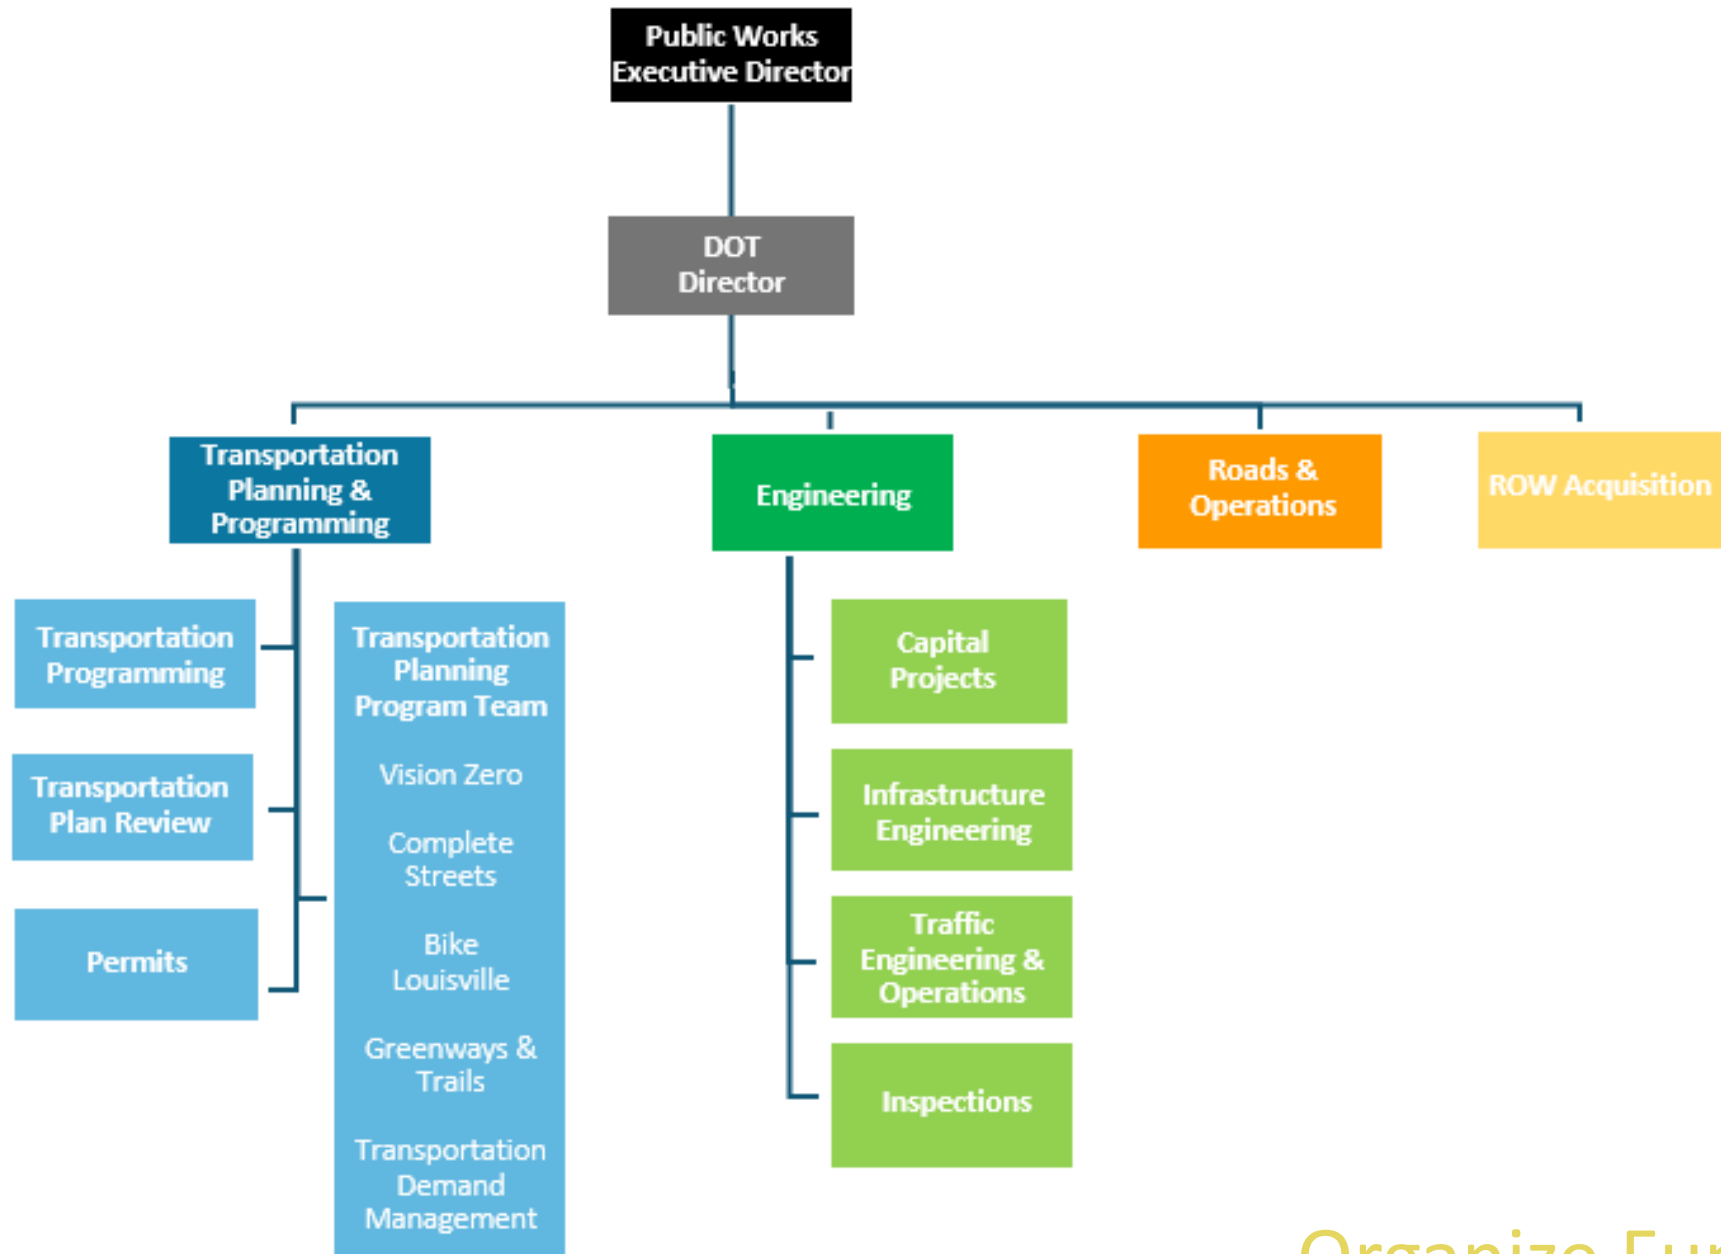 Public Works
Executive Director
DOT
Director
Transportation
Planning &
Programming
Engineering
Roads &
Operations
ROW Acquisition
Transportation
Programming
Transportation
Plan Review
Permits
Transportation
Planning
Program Team
Vision Zero
Complete
Streets
Bike
Louisville
Greenways &
Trails
Transportation
Demand
Management
Capital
Projects
Infrastructure
Engineering
Traffic
Engineering &
Operations
Inspections
Organize